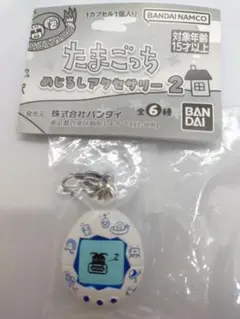 1カプセル1個入り
BANDAI NAMCO
対象年齢
15才以上
たまごっち
めじるしアクセサリー2
全6種
発売元 株式会社バンダイ
BAN
DAI